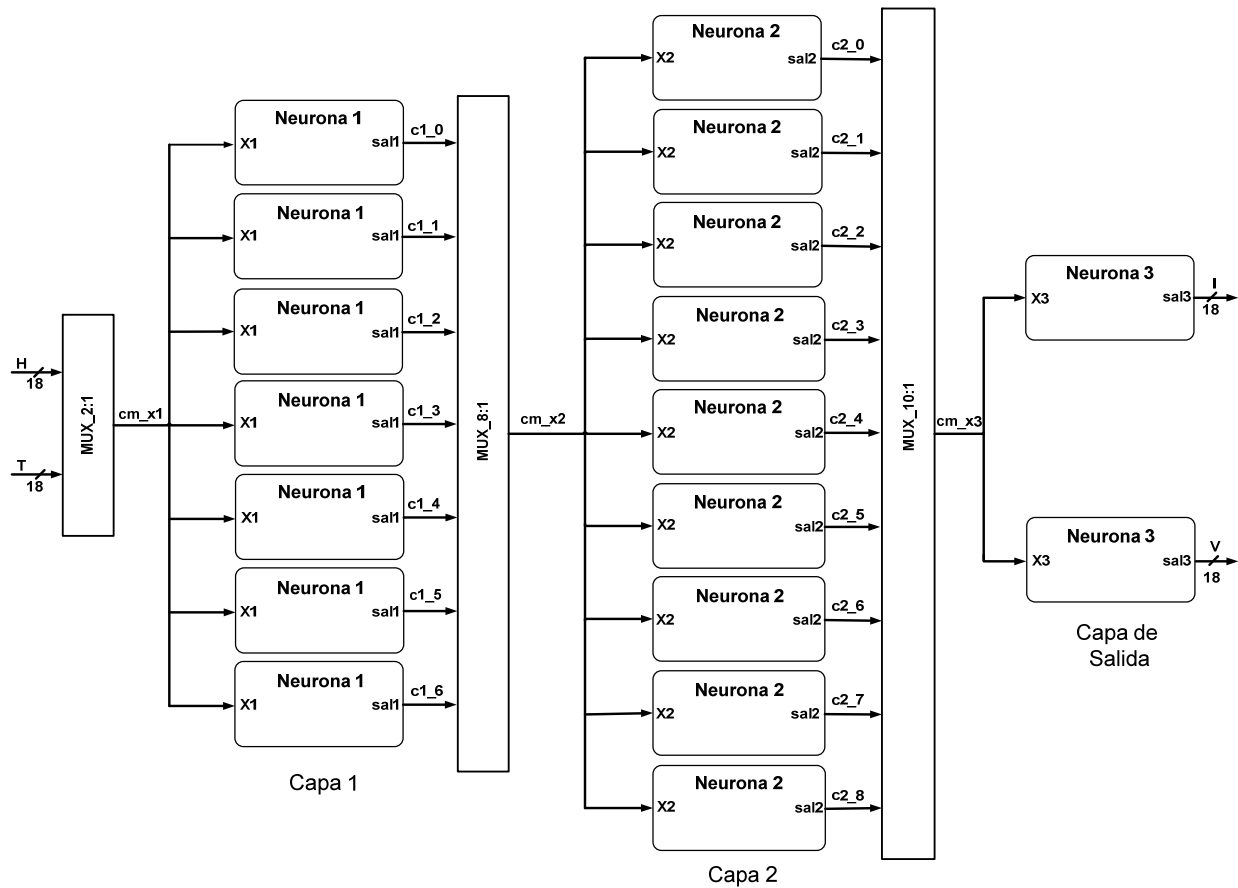 H
18
T
18
MUX_2:1
cm_x1
Neurona 1
X1
sal1
c1_0
Neurona 1
X1
sal1
c1_1
Neurona 1
X1
sal1
c1_2
Neurona 1
X1
sal1
c1_3
Neurona 1
X1
sal1
c1_4
Neurona 1
X1
sal1
c1_5
Neurona 1
X1
sal1
c1_6
Capa 1
MUX_8:1
cm_x2
Neurona 2
X2
sal2
c2_0
Neurona 2
X2
sal2
c2_1
Neurona 2
X2
sal2
c2_2
Neurona 2
X2
sal2
c2_3
Neurona 2
X2
sal2
c2_4
Neurona 2
X2
sal2
c2_5
Neurona 2
X2
sal2
c2_6
Neurona 2
X2
sal2
c2_7
Neurona 2
X2
sal2
c2_8
Capa 2
MUX_10:1
cm_x3
Neurona 3
X3
sal3
I
18
Neurona 3
X3
sal3
V
18
Capa de
Salida